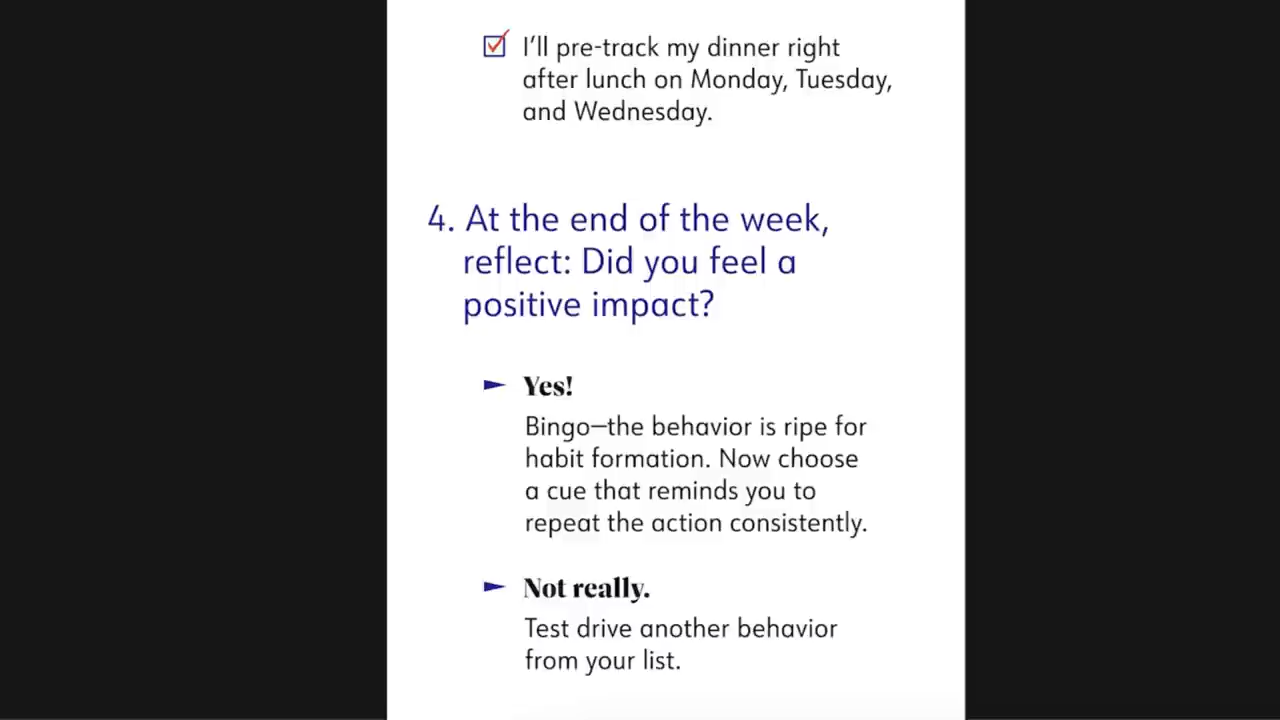 I'll pre-track my dinner right
after lunch on Monday, Tuesday,
and Wednesday.
4. At the end of the week,
reflect: Did you feel a
positive impact?
Yes!
Bingo—the behavior is ripe for
habit formation. Now choose
a cue that reminds you to
repeat the action consistently.
Not really.
Test drive another behavior
from your list.